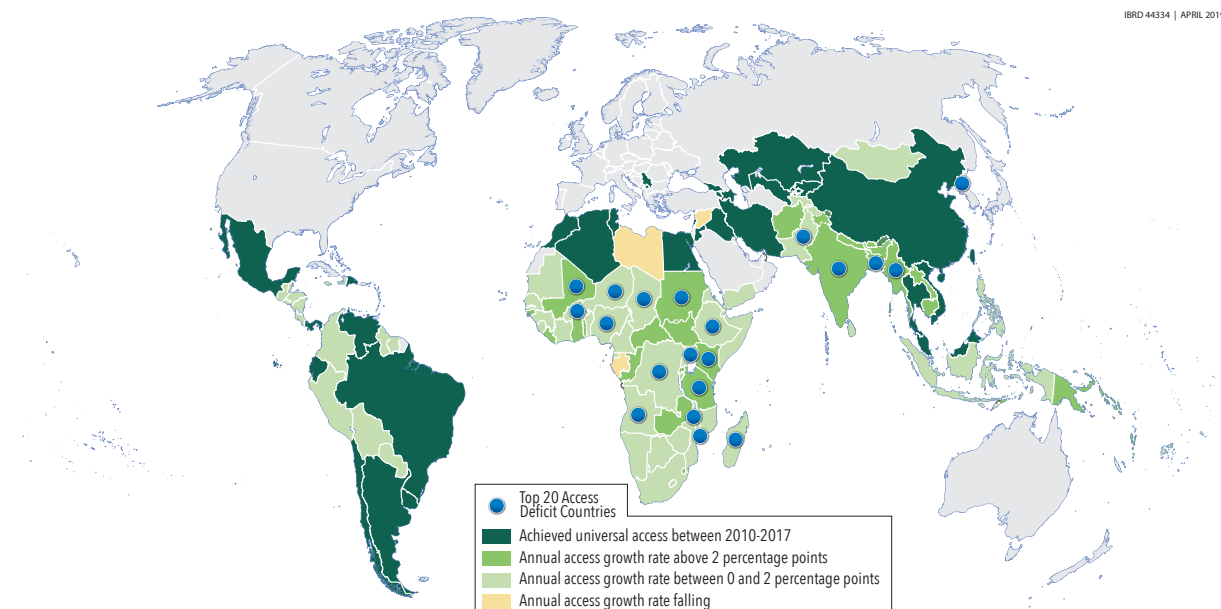 IBRD 44334 | APRIL 2019
Top 20 Access
Deficit Countries
Achieved universal access between 2010-2017
Annual access growth rate above 2 percentage points
Annual access growth rate between 0 and 2 percentage points
Annual access growth rate falling